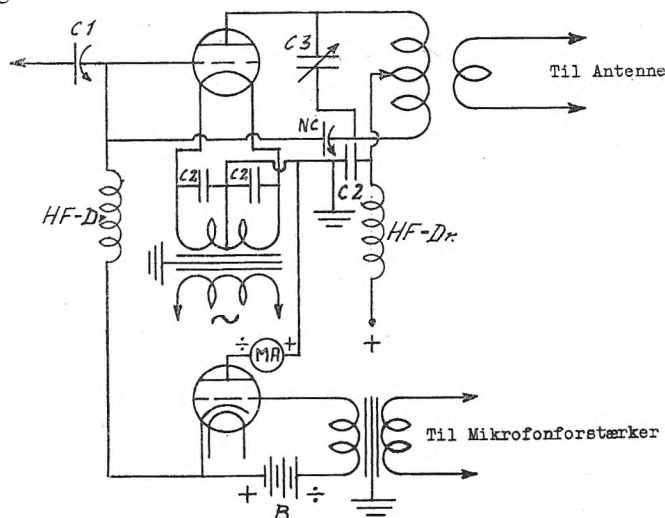 C1
C3
Til Antenne
NC
C2
C2
C2
HF-Dr.
HF-Dr.
~
+
÷
MA
+
Til Mikrofonforstærker
+
÷
B